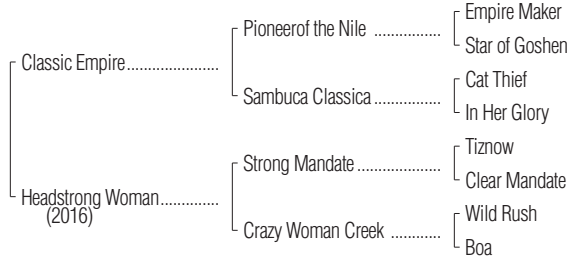 Empire Maker
Pioneerof the Nile ................
Star of Goshen
Classic Empire......................
Cat Thief
Sambuca Classica................
In Her Glory
Tiznow
Strong Mandate....................
Clear Mandate
Headstrong Woman..............
(2016)
Wild Rush
Crazy Woman Creek ............
Boa